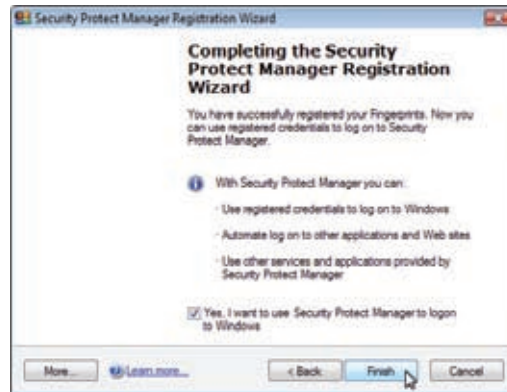 Security Protect Manager Registration Wizard
Completing the Security
Protect Manager Registration
Wizard
You have successfully registered your Fingerprints. Now you
can use registered credentials to log on to Security
Protect Manager.
With Security Protect Manager you can:
· Use registered credentials to log on to Windows
· Automate log on to other applications and Web sites
· Use other services and applications provided by
Security Protect Manager
Yes, I want to use Security Protect Manager to logon
to Windows
More... Learn more... < Back Finish Cancel